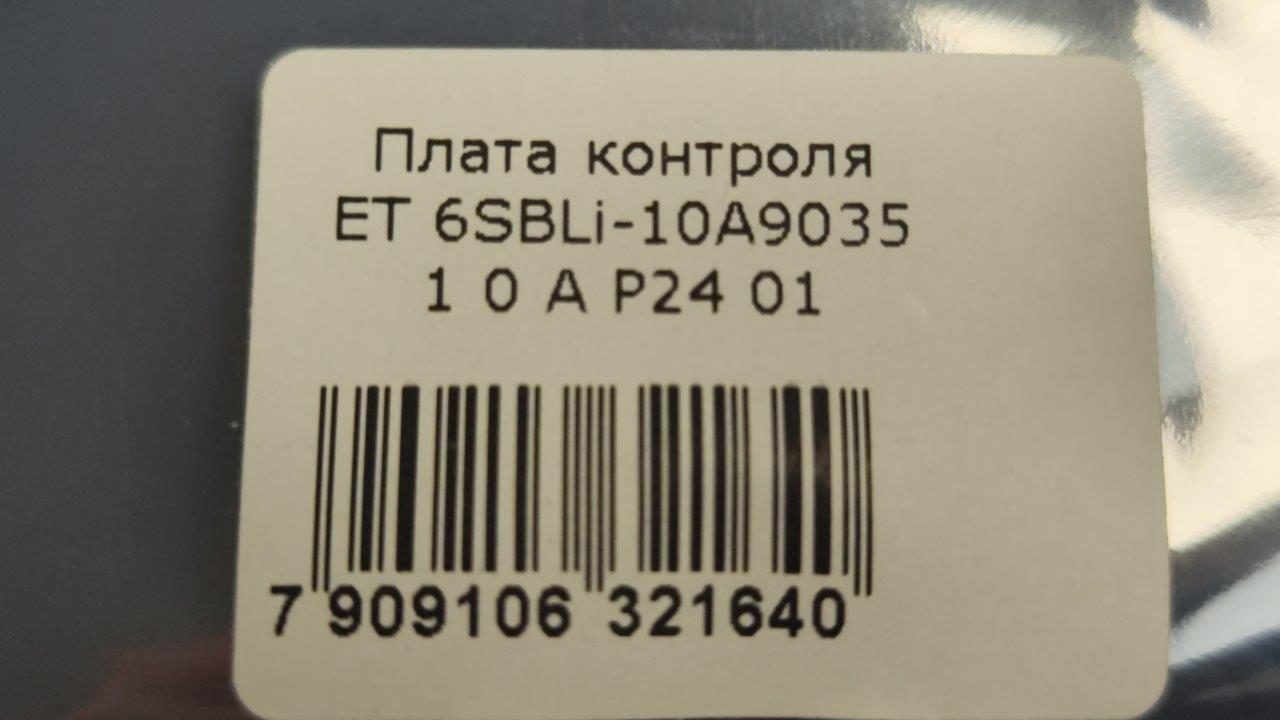 Плата контроля
ET 6SBLi-10A9035
1 0 A P24 01
7 909106 321640